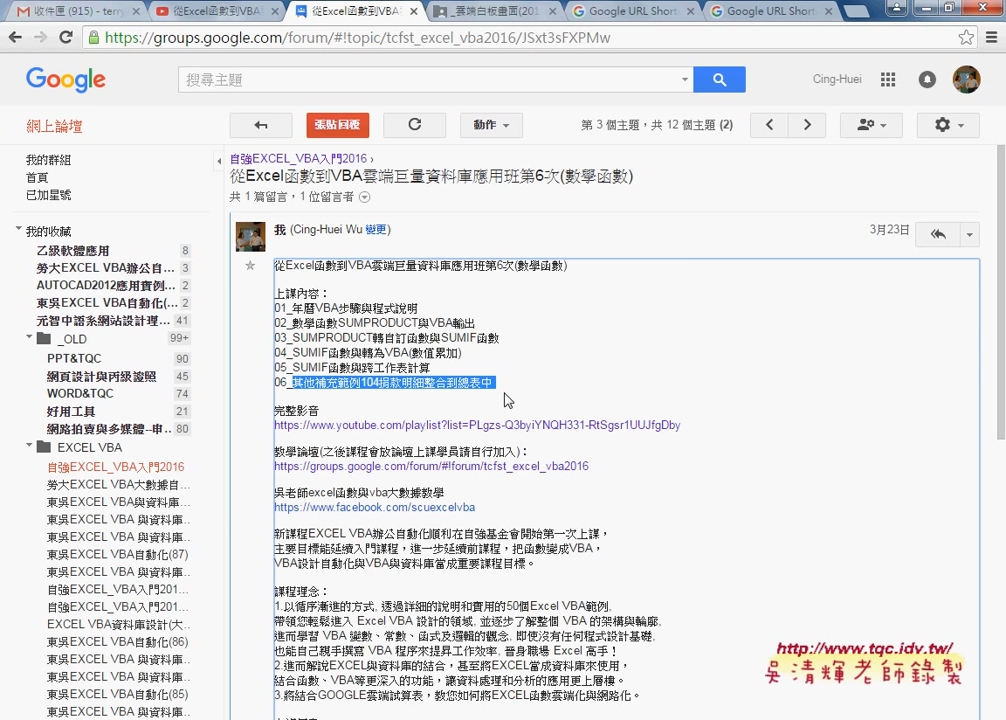 收件匣 (915) - terry
從Excel函數到VBA
從Excel函數到VBA
_雲端白板畫面(201
Google URL Short
Google URL Short
https://groups.google.com/forum/#!topic/tcfst_excel_vba2016/JSxt3sFXPMw
Google
搜尋主題
Cing-Huei
網上論壇
張貼回覆
動作
第 3 個主題，共 12 個主題 (2)
我的群組
首頁
已加星號
我的收藏
乙級軟體應用 8
勞大EXCEL VBA辦公自... 3
AUTOCAD2012應用實例... 2
東吳EXCEL VBA自動化(... 2
元智中語系網站設計理... 41
_OLD 99+
PPT&TQC 90
網頁設計與丙級證照 45
WORD&TQC 74
好用工具 21
網路拍賣與多媒體--申... 80
EXCEL VBA
自強EXCEL_VBA入門2016
勞大EXCEL VBA大數據自...
東吳EXCEL VBA與資料庫...
東吳EXCEL VBA 與資料庫..
東吳EXCEL VBA 與資料庫..
東吳EXCEL VBA自動化(87)
東吳EXCEL VBA 與資料庫..
自強EXCEL_VBA入門201...
自強EXCEL_VBA入門201...
EXCEL VBA資料庫設計(大...
東吳EXCEL VBA自動化(86)
東吳EXCEL VBA 與資料庫..
東吳EXCEL VBA 與資料庫..
東吳EXCEL VBA自動化(85)
東吳EXCEL VBA 與資料庫..
自強EXCEL_VBA入門2016 ›
從Excel函數到VBA雲端巨量資料庫應用班第6次(數學函數)
共 1 篇留言，1 位留言者
我 (Cing-Huei Wu 變更)
3月23日
從Excel函數到VBA雲端巨量資料庫應用班第6次(數學函數)
上課內容：
01_年曆VBA步驟與程式說明
02_數學函數SUMPRODUCT與VBA輸出
03_SUMPRODUCT轉自訂函數與SUMIF函數
04_SUMIF函數與轉為VBA(數值累加)
05_SUMIF函數與跨工作表計算
06_其他補充範例104捐款明細整合到總表中
完整影音
https://www.youtube.com/playlist?list=PLgzs-Q3byiYNQH331-RtSgsr1UUJfgDby
教學論壇(之後課程會放論壇上課學員請自行加入)：
https://groups.google.com/forum/#!forum/tcfst_excel_vba2016
吳老師excel函數與vba大數據教學
https://www.facebook.com/scuexcelvba
新課程EXCEL VBA辦公自動化順利在自強基金會開始第一次上課，
主要目標能延續入門課程，進一步延續前課程，把函數變成VBA，
VBA設計自動化與VBA與資料庫當成重要課程目標。
課程理念：
1.以循序漸進的方式, 透過詳細的說明和實用的50個Excel VBA範例,
帶領您輕鬆進入 Excel VBA 設計的領域, 並逐步了解整個 VBA 的架構與輪廓,
進而學習 VBA 變數、常數、函式及邏輯的觀念, 即使沒有任何程式設計基礎,
也能自己親手撰寫 VBA 程序來提昇工作效率, 晉身職場 Excel 高手！
2.進而解說EXCEL與資料庫的結合，甚至將EXCEL當成資料庫來使用，
結合函數、VBA等更深入的功能，讓資料處理和分析的應用更上層樓。
3.將結合GOOGLE雲端試算表，教您如何將EXCEL函數雲端化與網路化。
http://www.tqc.idv.tw/
吳清輝老師錄製